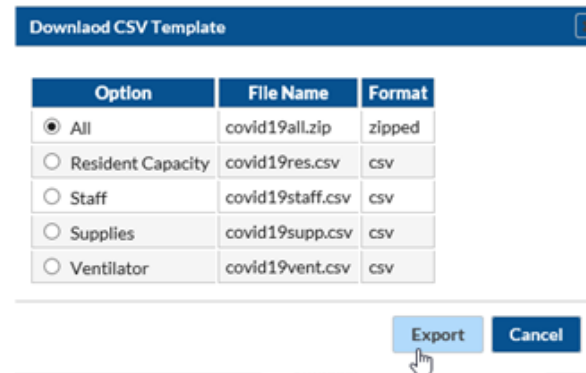 Downlaod CSV Template
Option File Name Format
All covid19all.zip zipped
Resident Capacity covid19res.csv csv
Staff covid19staff.csv csv
Supplies covid19supp.csv csv
Ventilator covid19vent.csv csv
Export Cancel